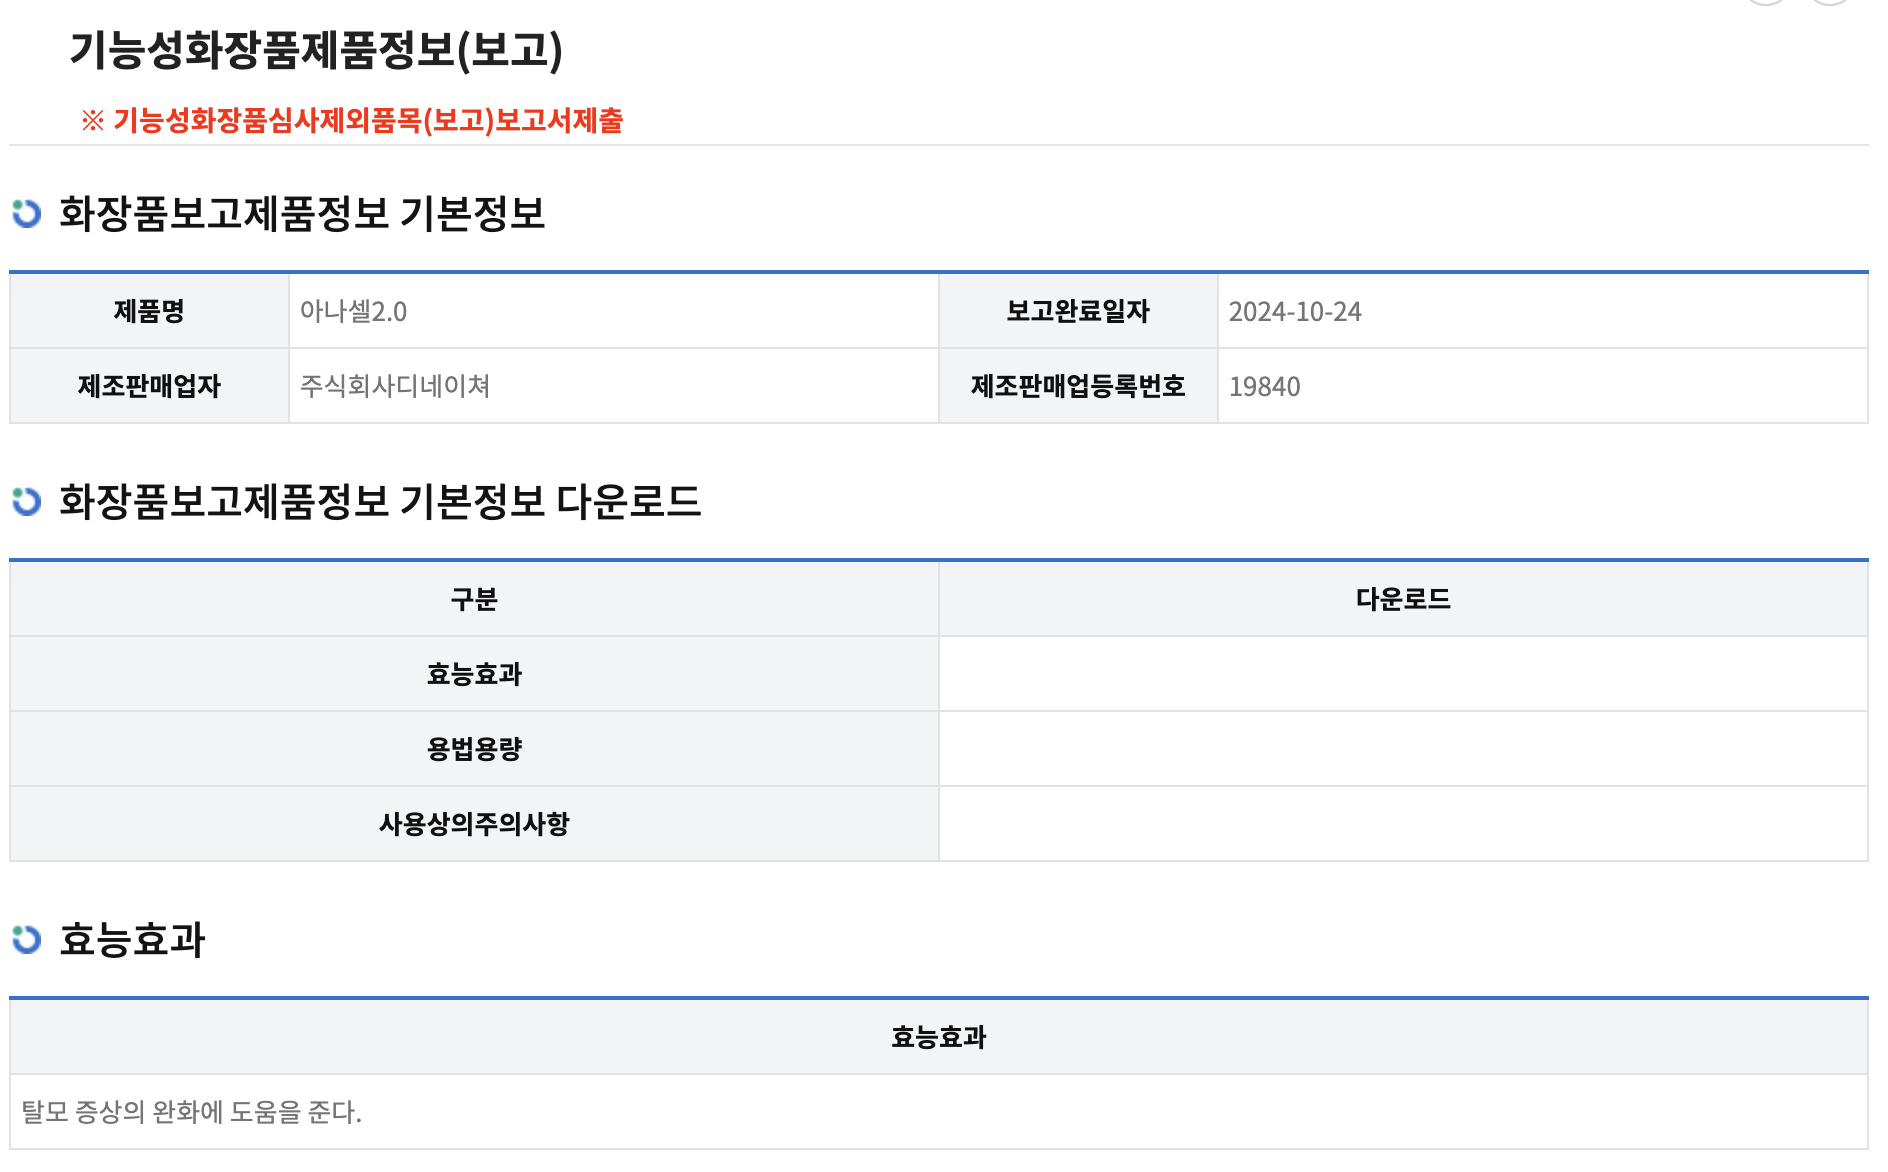 기능성화장품제품정보(보고)
※ 기능성화장품심사제외품목(보고)보고서제출
화장품보고제품정보 기본정보
제품명 아나셀2.0 보고완료일자 2024-10-24
제조판매업자 주식회사디네이쳐 제조판매업등록번호 19840
화장품보고제품정보 기본정보 다운로드
구분 다운로드
효능효과
용법용량
사용상의주의사항
효능효과
효능효과
탈모 증상의 완화에 도움을 준다.